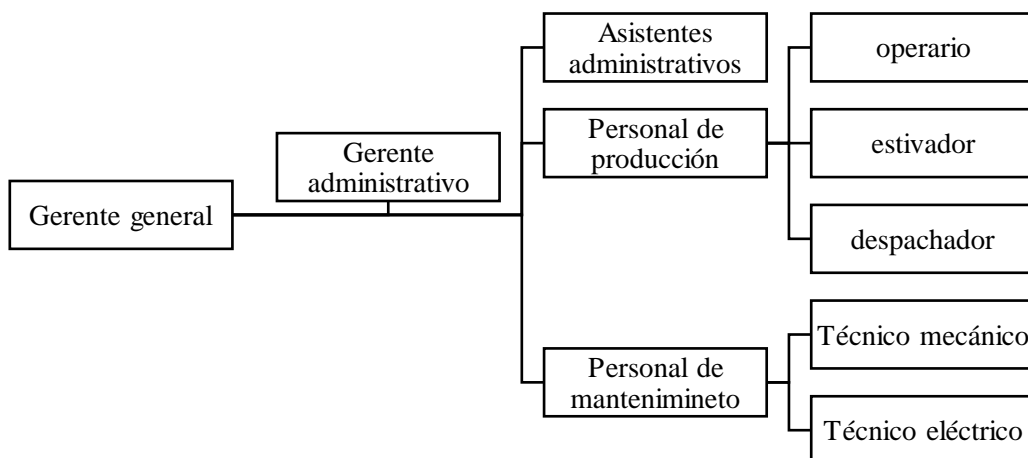 Gerente general
Gerente
administrativo
Asistentes
administrativos
Personal de
producción
operario
estivador
despachador
Personal de
mantenimineto
Técnico mecánico
Técnico eléctrico